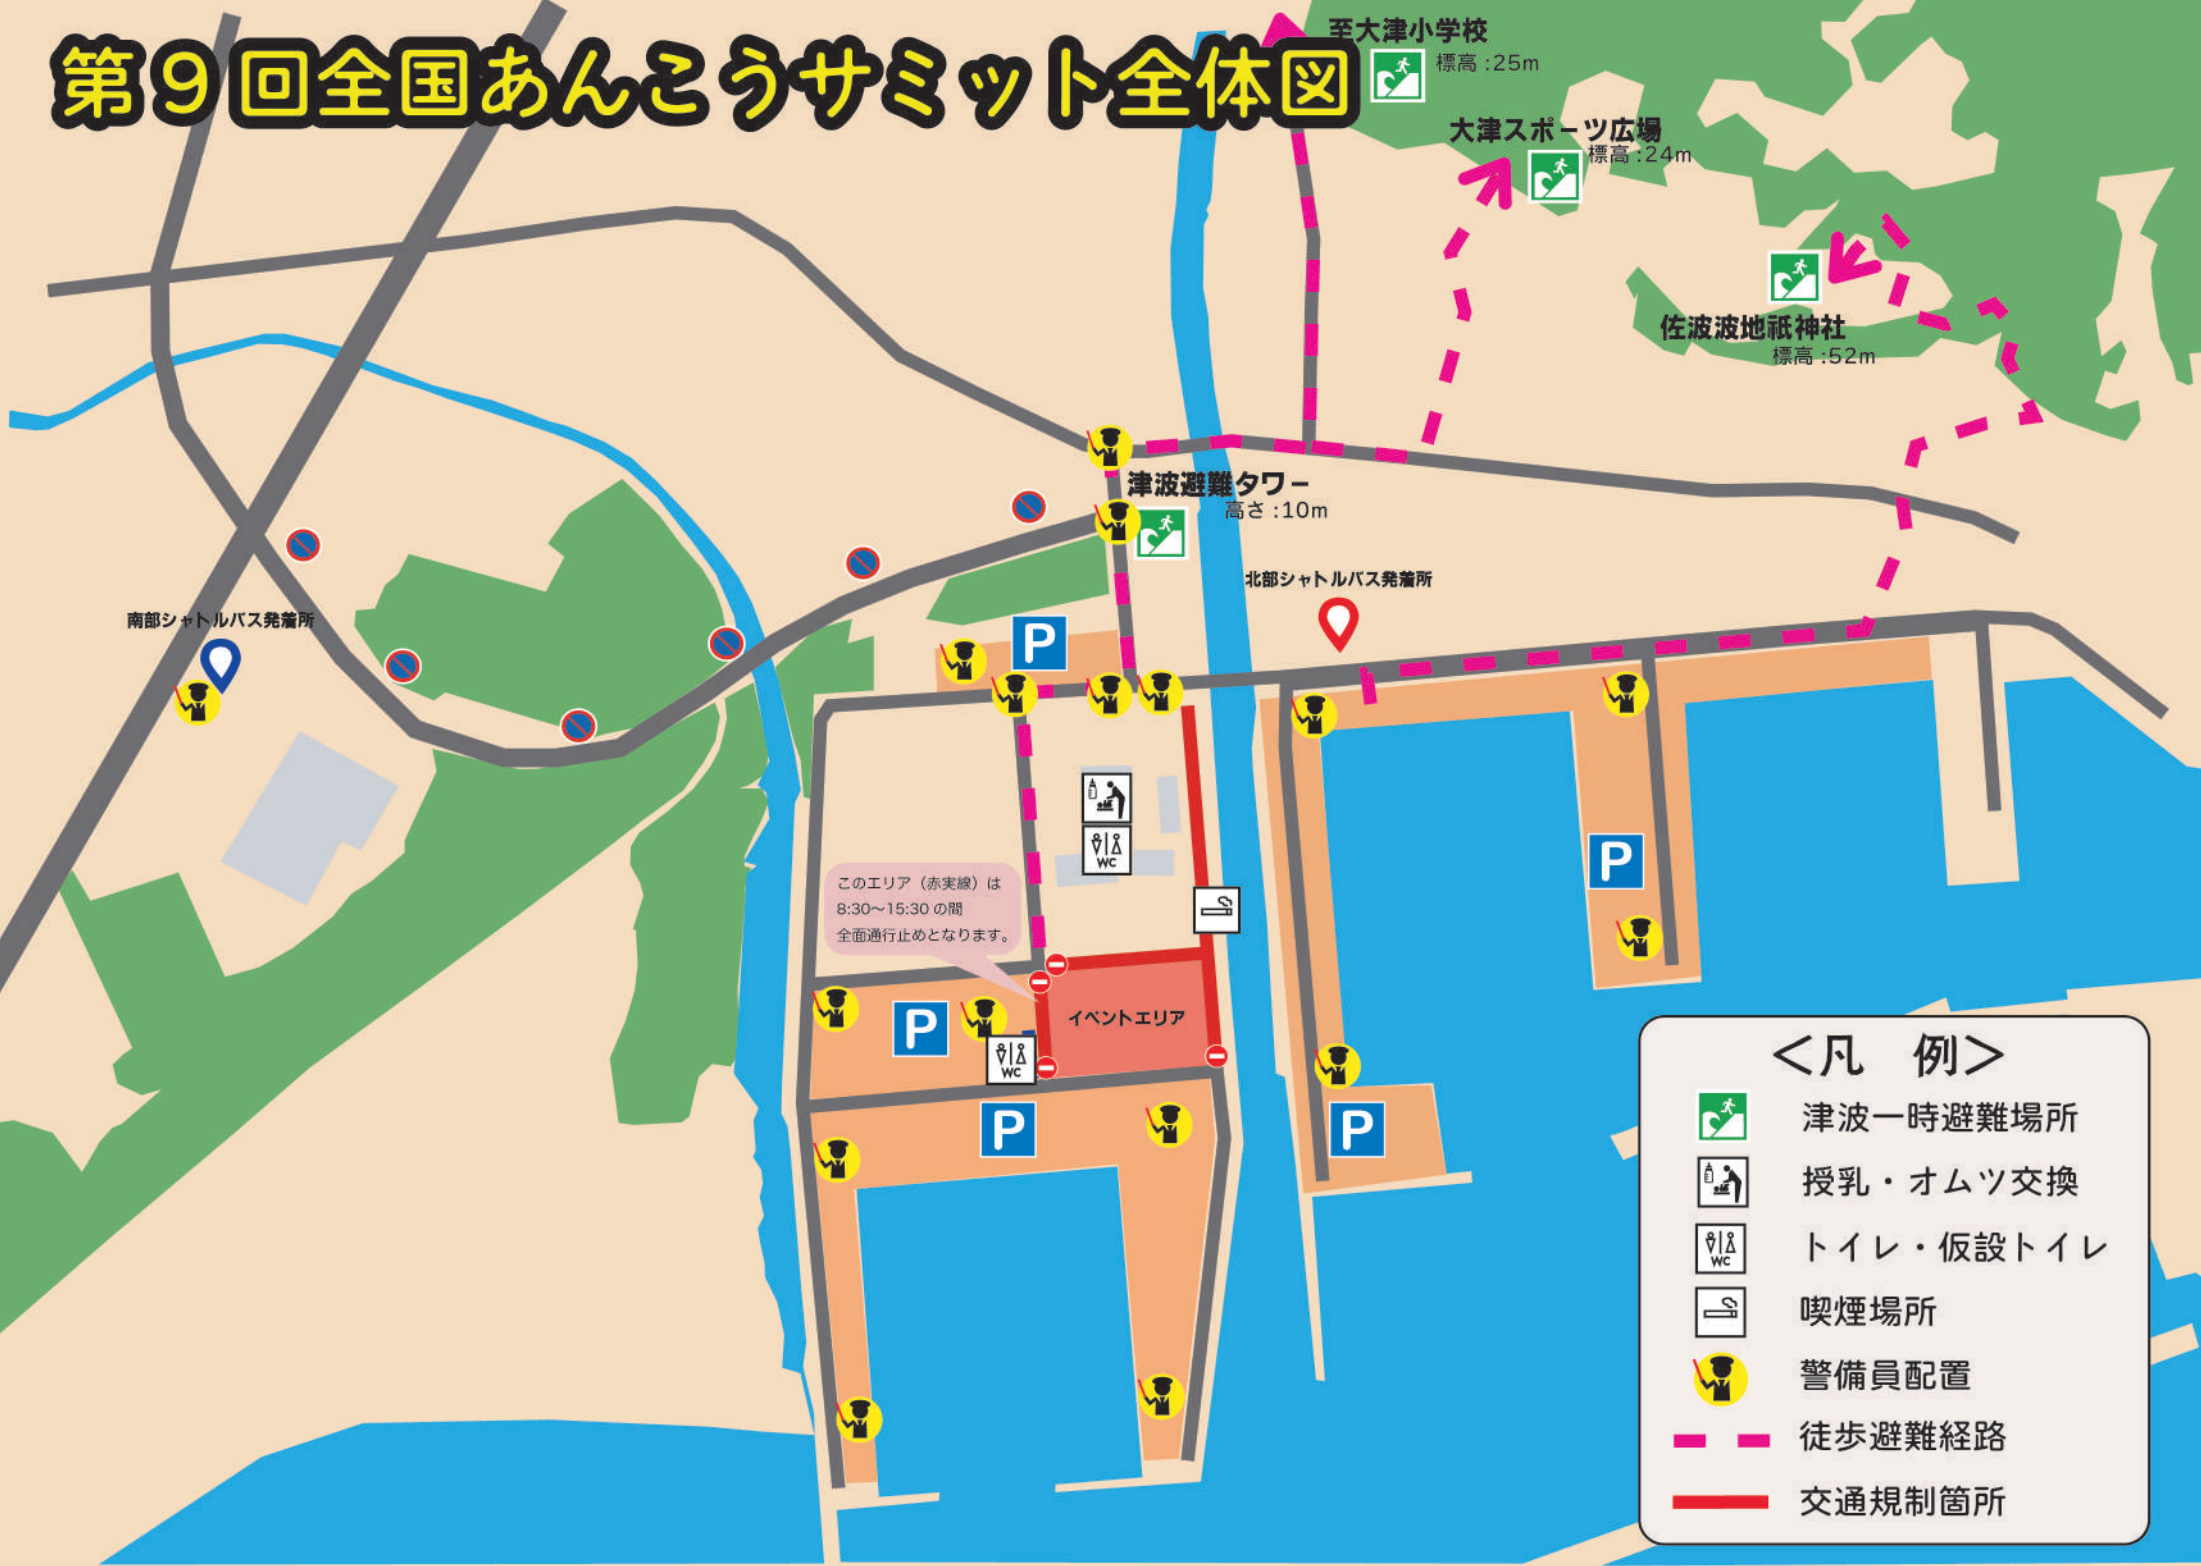 第９回全国あんこうサミット全体図
至大津小学校
標高:25m
大津スポーツ広場
標高:24m
佐波波地祇神社
標高:52m
津波避難タワー
高さ:10m
北部シャトルバス発着所
南部シャトルバス発着所
P
WC
このエリア（赤実線）は
8:30〜15:30の間
全面通行止めとなります。
P
イベントエリア
P
WC
P
P
＜凡　例＞
津波一時避難場所
授乳・オムツ交換
WC
トイレ・仮設トイレ
喫煙場所
警備員配置
徒歩避難経路
交通規制箇所